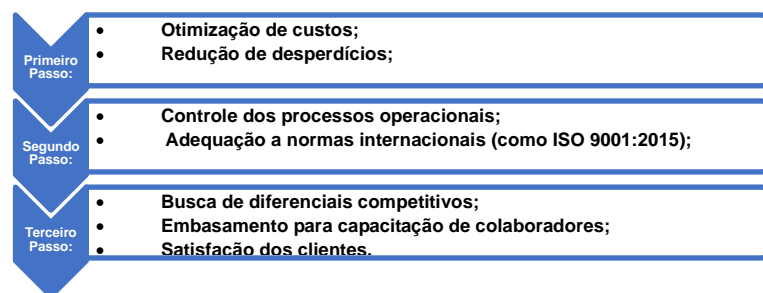 Primeiro
Passo:
• Otimização de custos;
• Redução de desperdícios;
Segundo
Passo:
• Controle dos processos operacionais;
• Adequação a normas internacionais (como ISO 9001:2015);
Terceiro
Passo:
• Busca de diferenciais competitivos;
• Embasamento para capacitação de colaboradores;
• Satisfação dos clientes.